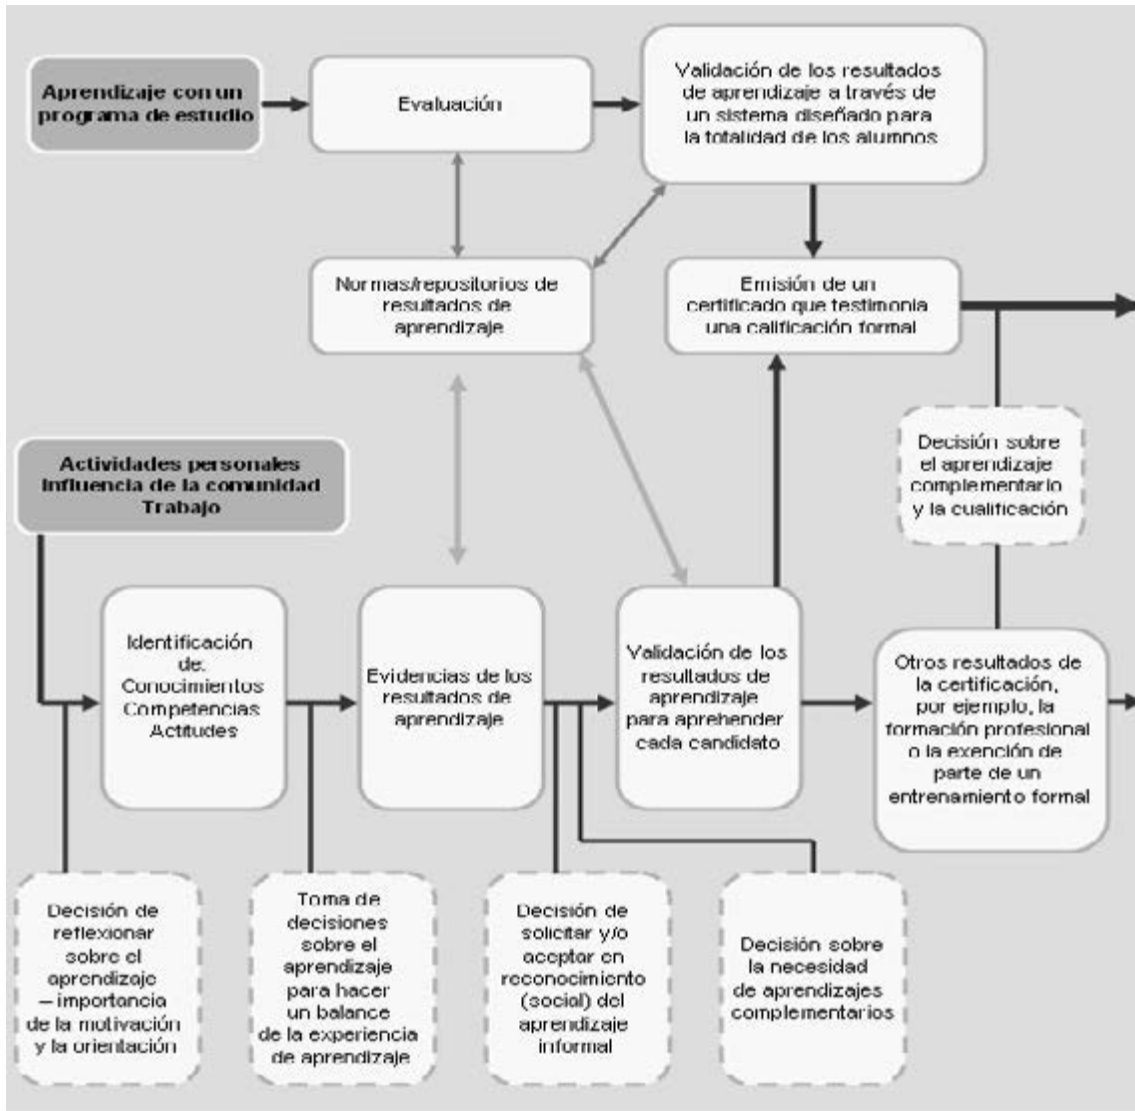 Aprendizaje con un
programa de estudio
Evaluación
Validación de los resultados
de aprendizaje a través de
un sistema diseñado para
la totalidad de los alumnos
Normas/repositorios de
resultados de
aprendizaje
Emisión de un
certificado que testimonia
una calificación formal
Decisión sobre
el aprendizaje
complementario
y la cualificación
Actividades personales
Influencia de la comunidad
Trabajo
Identificación
de:
Conocimientos
Competencias
Actitudes
Evidencias de los
resultados de
aprendizaje
Validación de los
resultados de
aprendizaje
para aprehender
cada candidato
Otros resultados de
la certificación,
por ejemplo, la
formación profesional
o la exención de
parte de un
entrenamiento formal
Decisión de
reflexionar
sobre el
aprendizaje
– importancia
de la motivación
y la orientación
Toma de
decisiones
sobre el
aprendizaje
para hacer
un balance
de la experiencia
de aprendizaje
Decisión de
solicitar y/o
aceptar en
reconocimiento
(social) del
aprendizaje
informal
Decisión sobre
la necesidad
de aprendizajes
complementarios